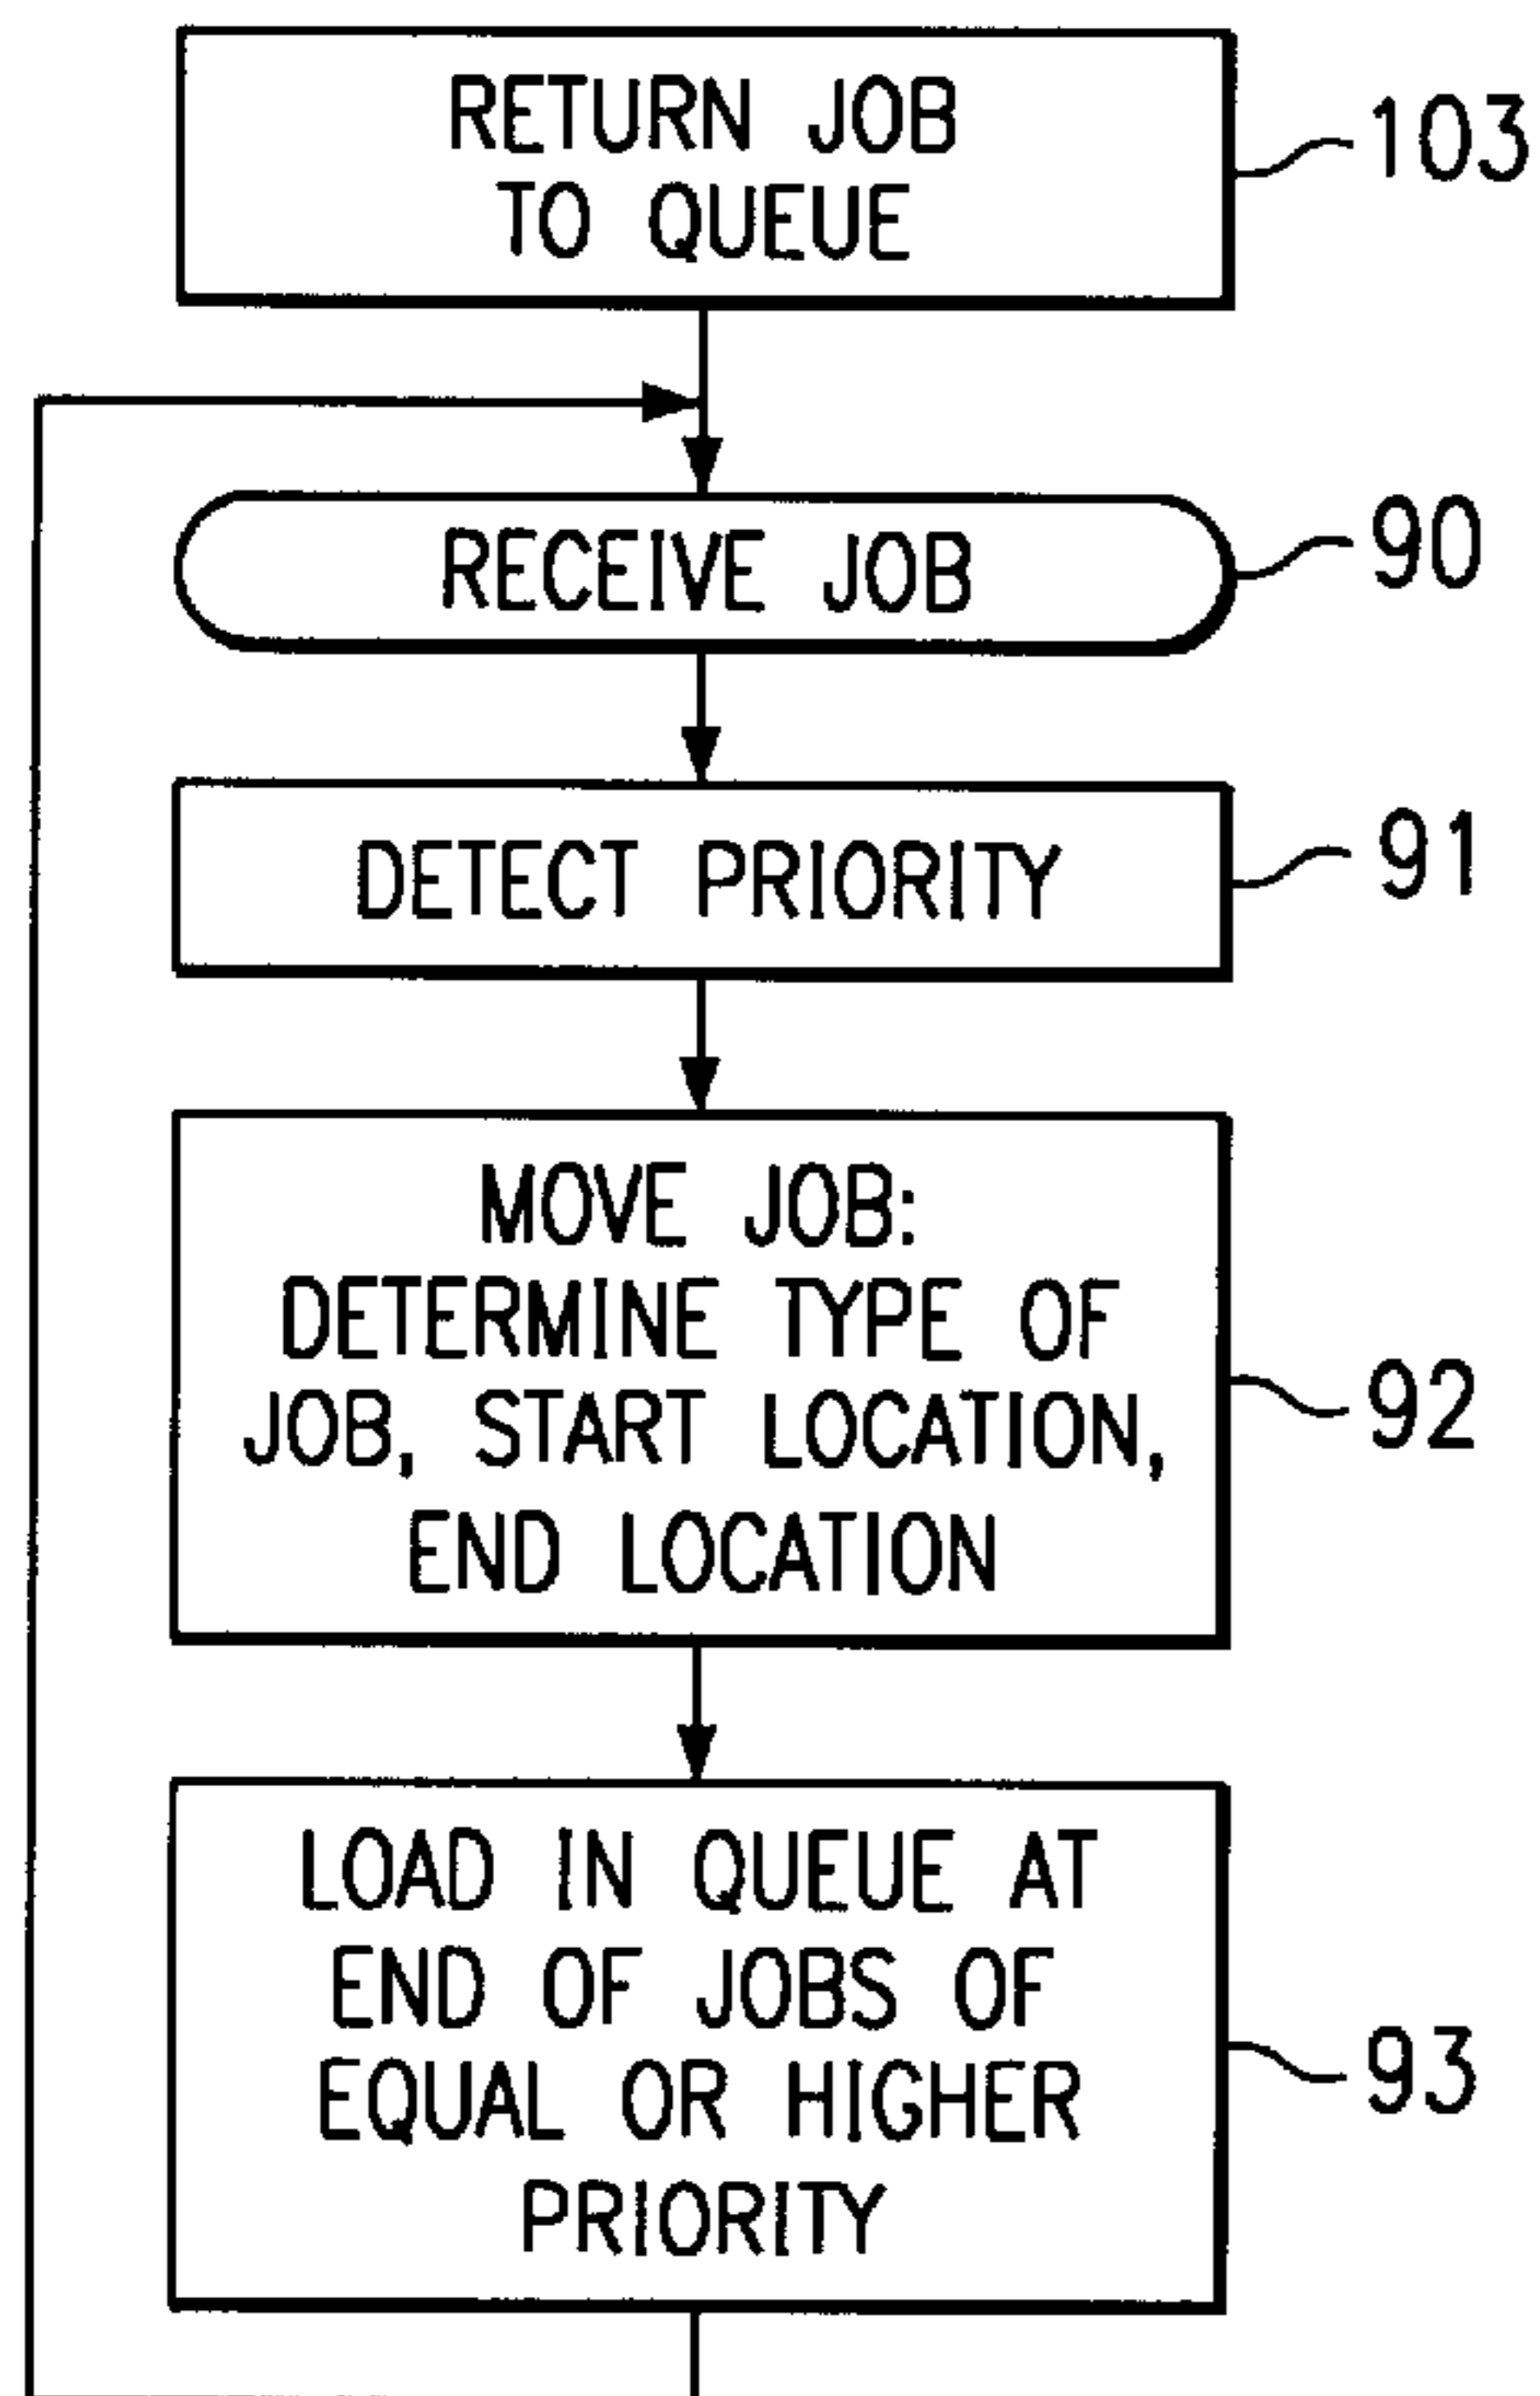 RETURN JOB
TO QUEUE
103
RECEIVE JOB
90
DETECT PRIORITY
91
MOVE JOB:
DETERMINE TYPE OF
JOB, START LOCATION,
END LOCATION
92
LOAD IN QUEUE AT
END OF JOBS OF
EQUAL OR HIGHER
PRIORITY
93